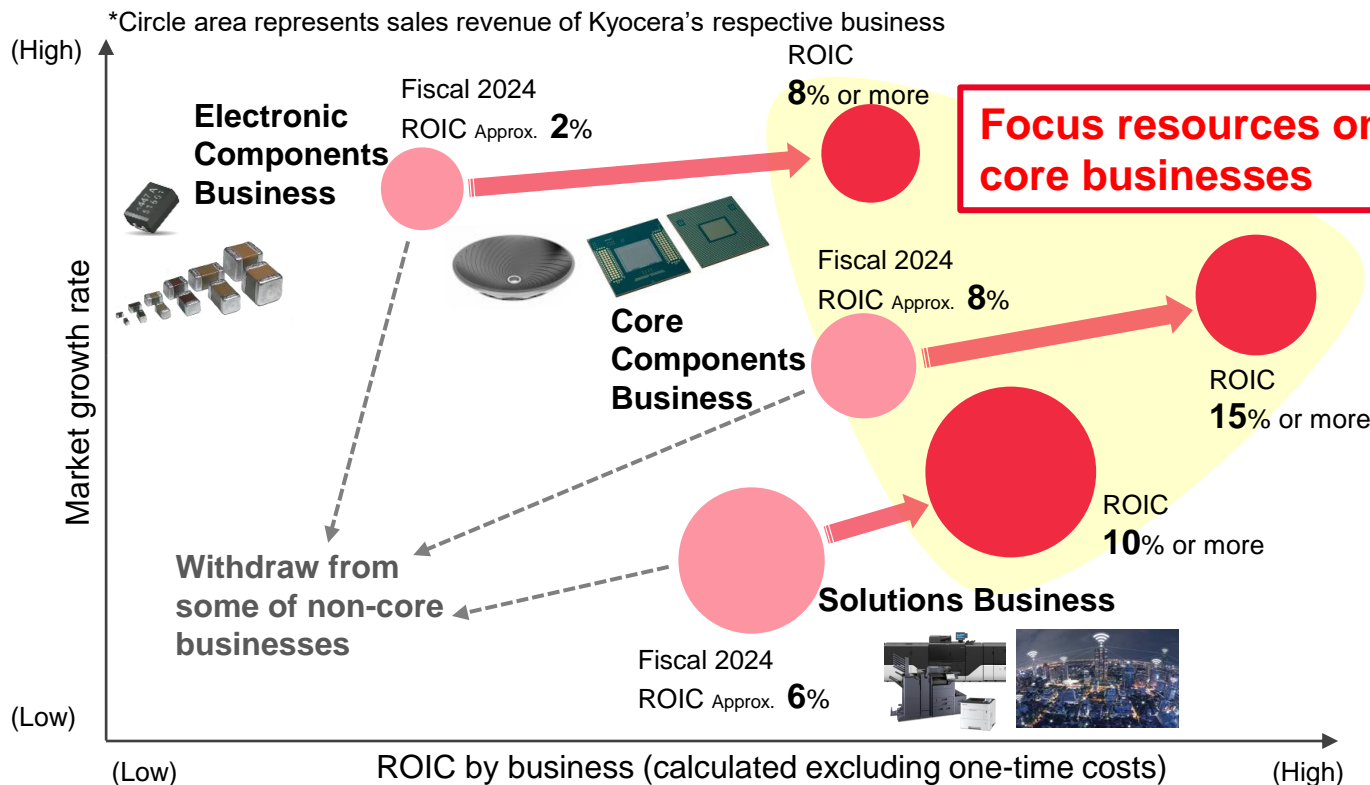 *Circle area represents sales revenue of Kyocera's respective business
(High)
Market growth rate
(Low)
Electronic
Components
Business
Fiscal 2024
ROIC Approx. 2%
ROIC
8% or more
Focus resources on
core businesses
Core
Components
Business
Fiscal 2024
ROIC Approx. 8%
ROIC
15% or more
ROIC
10% or more
Solutions Business
Fiscal 2024
ROIC Approx. 6%
Withdraw from
some of non-core
businesses
(Low)
ROIC by business (calculated excluding one-time costs)
(High)